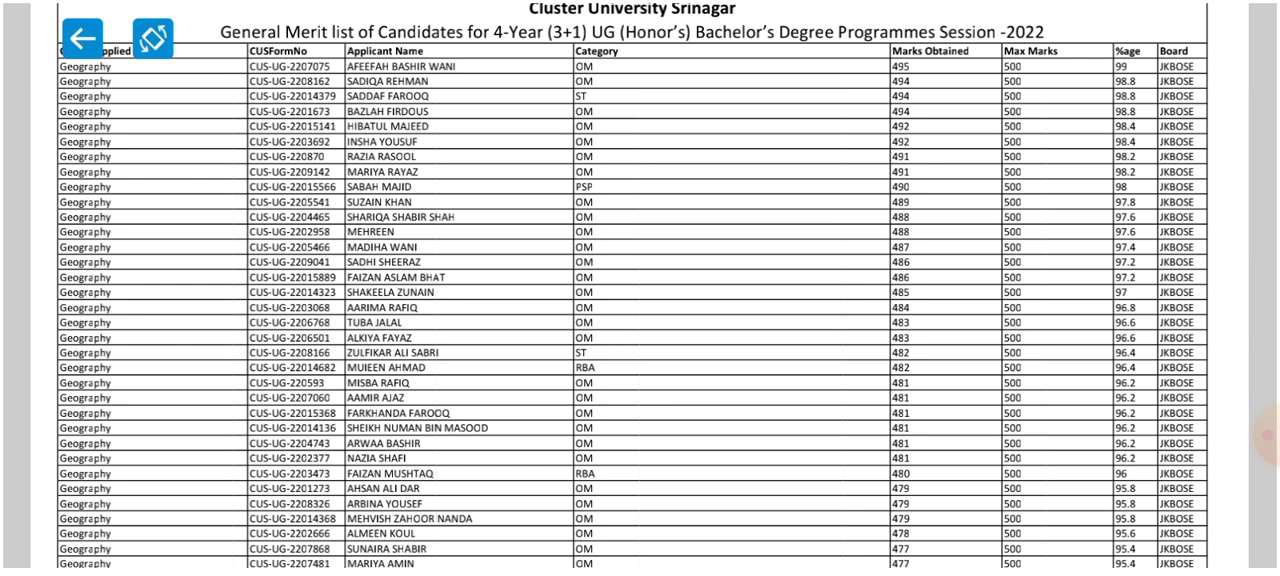 Cluster University Srinagar
General Merit list of Candidates for 4-Year (3+1) UG (Honor's) Bachelor's Degree Programmes Session -2022
pplied CUSFormNo Applicant Name Category Marks Obtained Max Marks %age Board
Geography CUS-UG-2207075 AFEEFAH BASHIR WANI OM 495 500 99 JKBOSE
Geography CUS-UG-2208162 SADIQA REHMAN OM 494 500 98.8 JKBOSE
Geography CUS-UG-22014379 SADDAF FAROOQ ST 494 500 98.8 JKBOSE
Geography CUS-UG-2201673 BAZLAH FIRDOUS OM 494 500 98.8 JKBOSE
Geography CUS-UG-22015141 HIBATUL MAJEED OM 492 500 98.4 JKBOSE
Geography CUS-UG-2203692 INSHA YOUSUF OM 492 500 98.4 JKBOSE
Geography CUS-UG-220870 RAZIA RASOOL OM 491 500 98.2 JKBOSE
Geography CUS-UG-2209142 MARIYA RAYAZ OM 491 500 98.2 JKBOSE
Geography CUS-UG-22015566 SABAH MAJID PSP 490 500 98 JKBOSE
Geography CUS-UG-2205541 SUZAIN KHAN OM 489 500 97.8 JKBOSE
Geography CUS-UG-2204465 SHARIQA SHABIR SHAH OM 488 500 97.6 JKBOSE
Geography CUS-UG-2202958 MEHREEN OM 488 500 97.6 JKBOSE
Geography CUS-UG-2205466 MADIHA WANI OM 487 500 97.4 JKBOSE
Geography CUS-UG-2209041 SADHI SHEERAZ OM 486 500 97.2 JKBOSE
Geography CUS-UG-22015889 FAIZAN ASLAM BHAT OM 486 500 97.2 JKBOSE
Geography CUS-UG-22014323 SHAKEELA ZUNAIN OM 485 500 97 JKBOSE
Geography CUS-UG-2203068 AARIMA RAFIQ OM 484 500 96.8 JKBOSE
Geography CUS-UG-2206768 TUBA JALAL OM 483 500 96.6 JKBOSE
Geography CUS-UG-2206501 ALKIYA FAYAZ OM 483 500 96.6 JKBOSE
Geography CUS-UG-2208166 ZULFIKAR ALI SABRI ST 482 500 96.4 JKBOSE
Geography CUS-UG-22014682 MUIEEN AHMAD RBA 482 500 96.4 JKBOSE
Geography CUS-UG-220593 MISBA RAFIQ OM 481 500 96.2 JKBOSE
Geography CUS-UG-2207060 AAMIR AJAZ OM 481 500 96.2 JKBOSE
Geography CUS-UG-22015368 FARKHANDA FAROOQ OM 481 500 96.2 JKBOSE
Geography CUS-UG-22014136 SHEIKH NUMAN BIN MASOOD OM 481 500 96.2 JKBOSE
Geography CUS-UG-2204743 ARWAA BASHIR OM 481 500 96.2 JKBOSE
Geography CUS-UG-2202377 NAZIA SHAFI OM 481 500 96.2 JKBOSE
Geography CUS-UG-2203473 FAIZAN MUSHTAQ RBA 480 500 96 JKBOSE
Geography CUS-UG-2201273 AHSAN ALI DAR OM 479 500 95.8 JKBOSE
Geography CUS-UG-2208326 ARBINA YOUSEF OM 479 500 95.8 JKBOSE
Geography CUS-UG-22014368 MEHVISH ZAHOOR NANDA OM 479 500 95.8 JKBOSE
Geography CUS-UG-2202666 ALMEEN KOUL OM 478 500 95.6 JKBOSE
Geography CUS-UG-2207868 SUNAIRA SHABIR OM 477 500 95.4 JKBOSE
Geography CUS-UG-2207481 MARIYA AMIN OM 477 500 95.4 JKBOSE